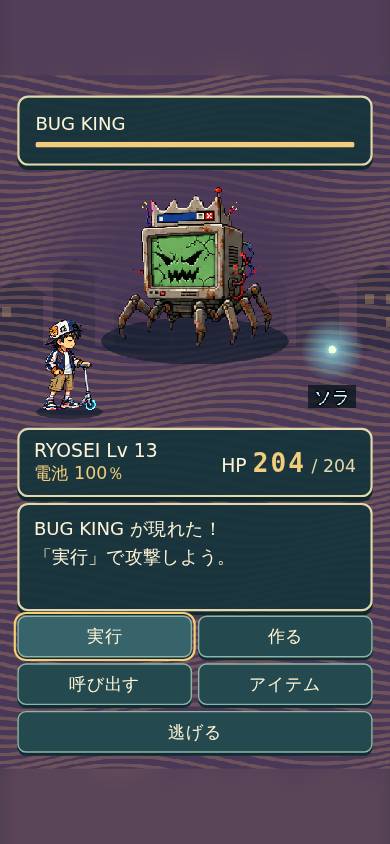 BUG KING
ソラ
RYOSEI Lv 13
電池 100%
HP 204 / 204
BUG KING が現れた！
「実行」で攻撃しよう。
実行
作る
呼び出す
アイテム
逃げる